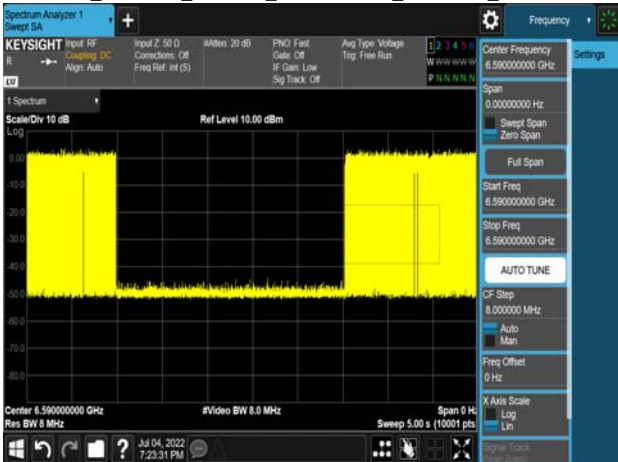 Spectrum Analyzer 1
Swept SA
Frequency
KEYSIGHT
R
LXI
Input: RF
Coupling: DC
Align: Auto
Input Z: 50 Ω
Corrections: Off
Freq Ref: Int (S)
#Atten: 20 dB
PNO: Fast
Gate: Off
IF Gain: Low
Sig Track: Off
Avg Type: Voltage
Trig: Free Run
1 2 3 4 5 6
W W W W W W
P N N N N N
Center Frequency
6.590000000 GHz
Settings
Span
0.00000000 Hz
Swept Span
Zero Span
Full Span
Start Freq
6.590000000 GHz
Stop Freq
6.590000000 GHz
AUTO TUNE
CF Step
8.000000 MHz
Auto
Man
Freq Offset
0 Hz
X Axis Scale
Log
Lin
Signal Track
1 Spectrum
Scale/Div 10 dB
Ref Level 10.00 dBm
Log
0.00
-10.0
-20.0
-30.0
-40.0
-50.0
-60.0
-70.0
-80.0
Center 6.590000000 GHz
#Video BW 8.0 MHz
Span 0 Hz
Res BW 8 MHz
Sweep 5.00 s (10001 pts
?
Jul 04, 2022
7:23:31 PM